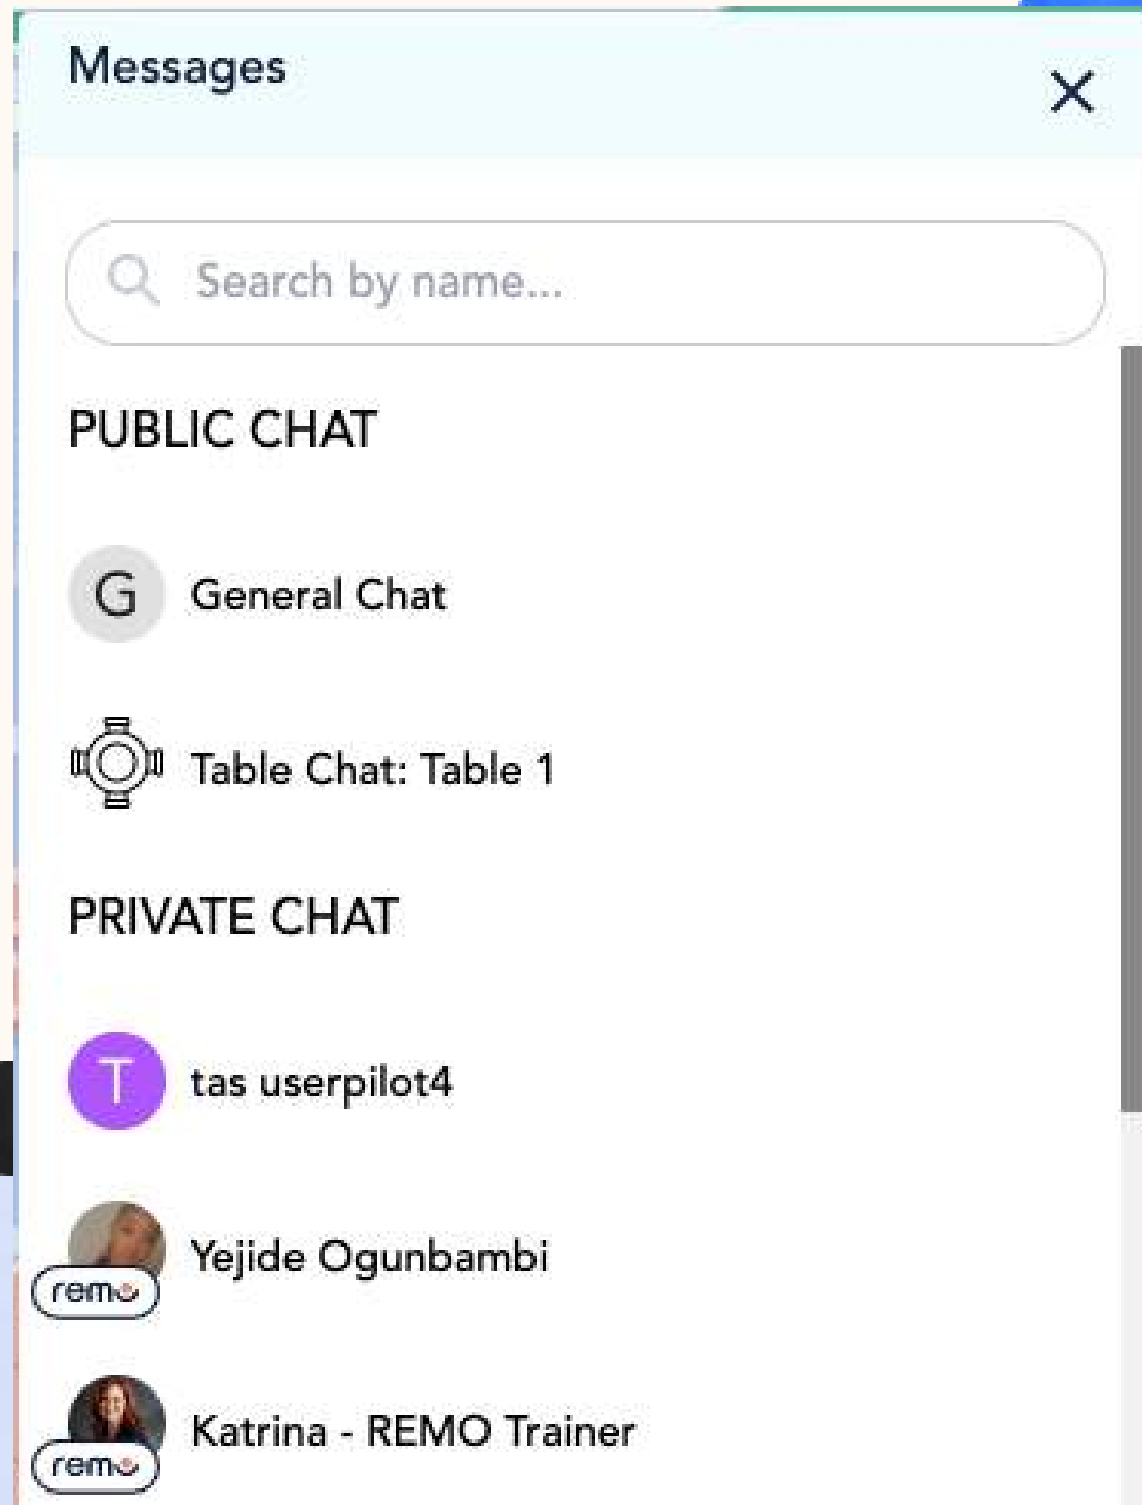 Messages
Search by name...
PUBLIC CHAT
G
General Chat
Table Chat: Table 1
PRIVATE CHAT
T
tas userpilot4
Yejide Ogunbambi
remo
Katrina - REMO Trainer
remo